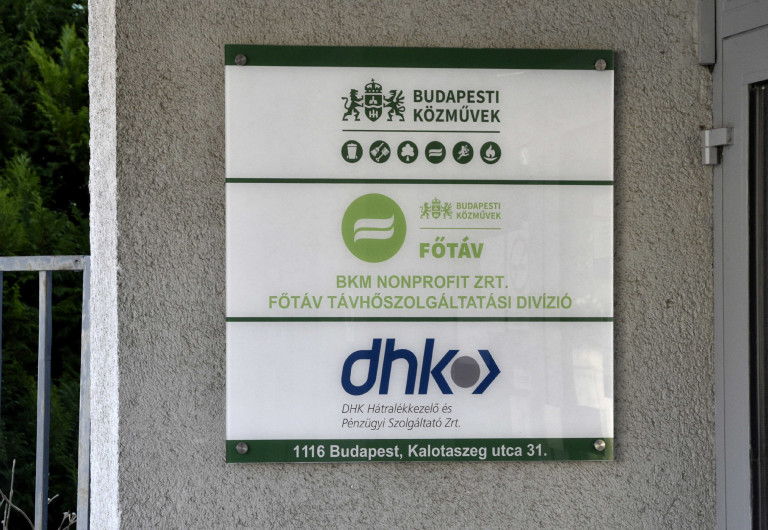 BUDAPESTI
KÖZMŰVEK
BUDAPESTI
KÖZMŰVEK
FŐTÁV
BKM NONPROFIT ZRT.
FŐTÁV TÁVHŐSZOLGÁLTATÁSI DIVÍZIÓ
dhk
DHK Hátralékkezelő és
Pénzügyi Szolgáltató Zrt.
1116 Budapest, Kalotaszeg utca 31.